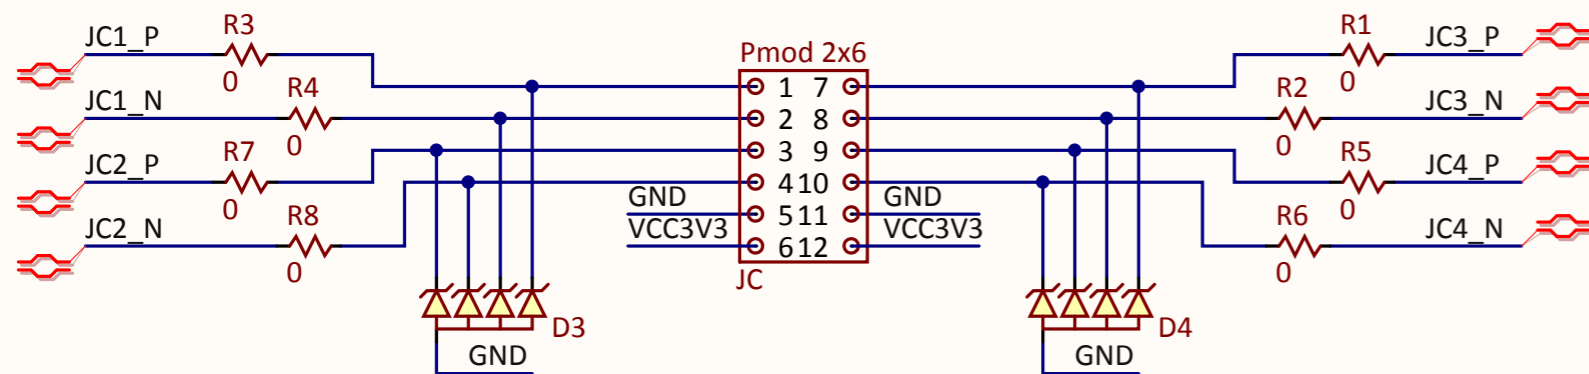 JC1_P R3 0
JC1_N R4 0
JC2_P R7 0
JC2_N R8 0
Pmod 2x6
1 7
2 8
3 9
4 10
GND 5 11 GND
VCC3V3 6 12 VCC3V3
JC
R1 0 JC3_P
R2 0 JC3_N
R5 0 JC4_P
R6 0 JC4_N
D3
GND
D4
GND